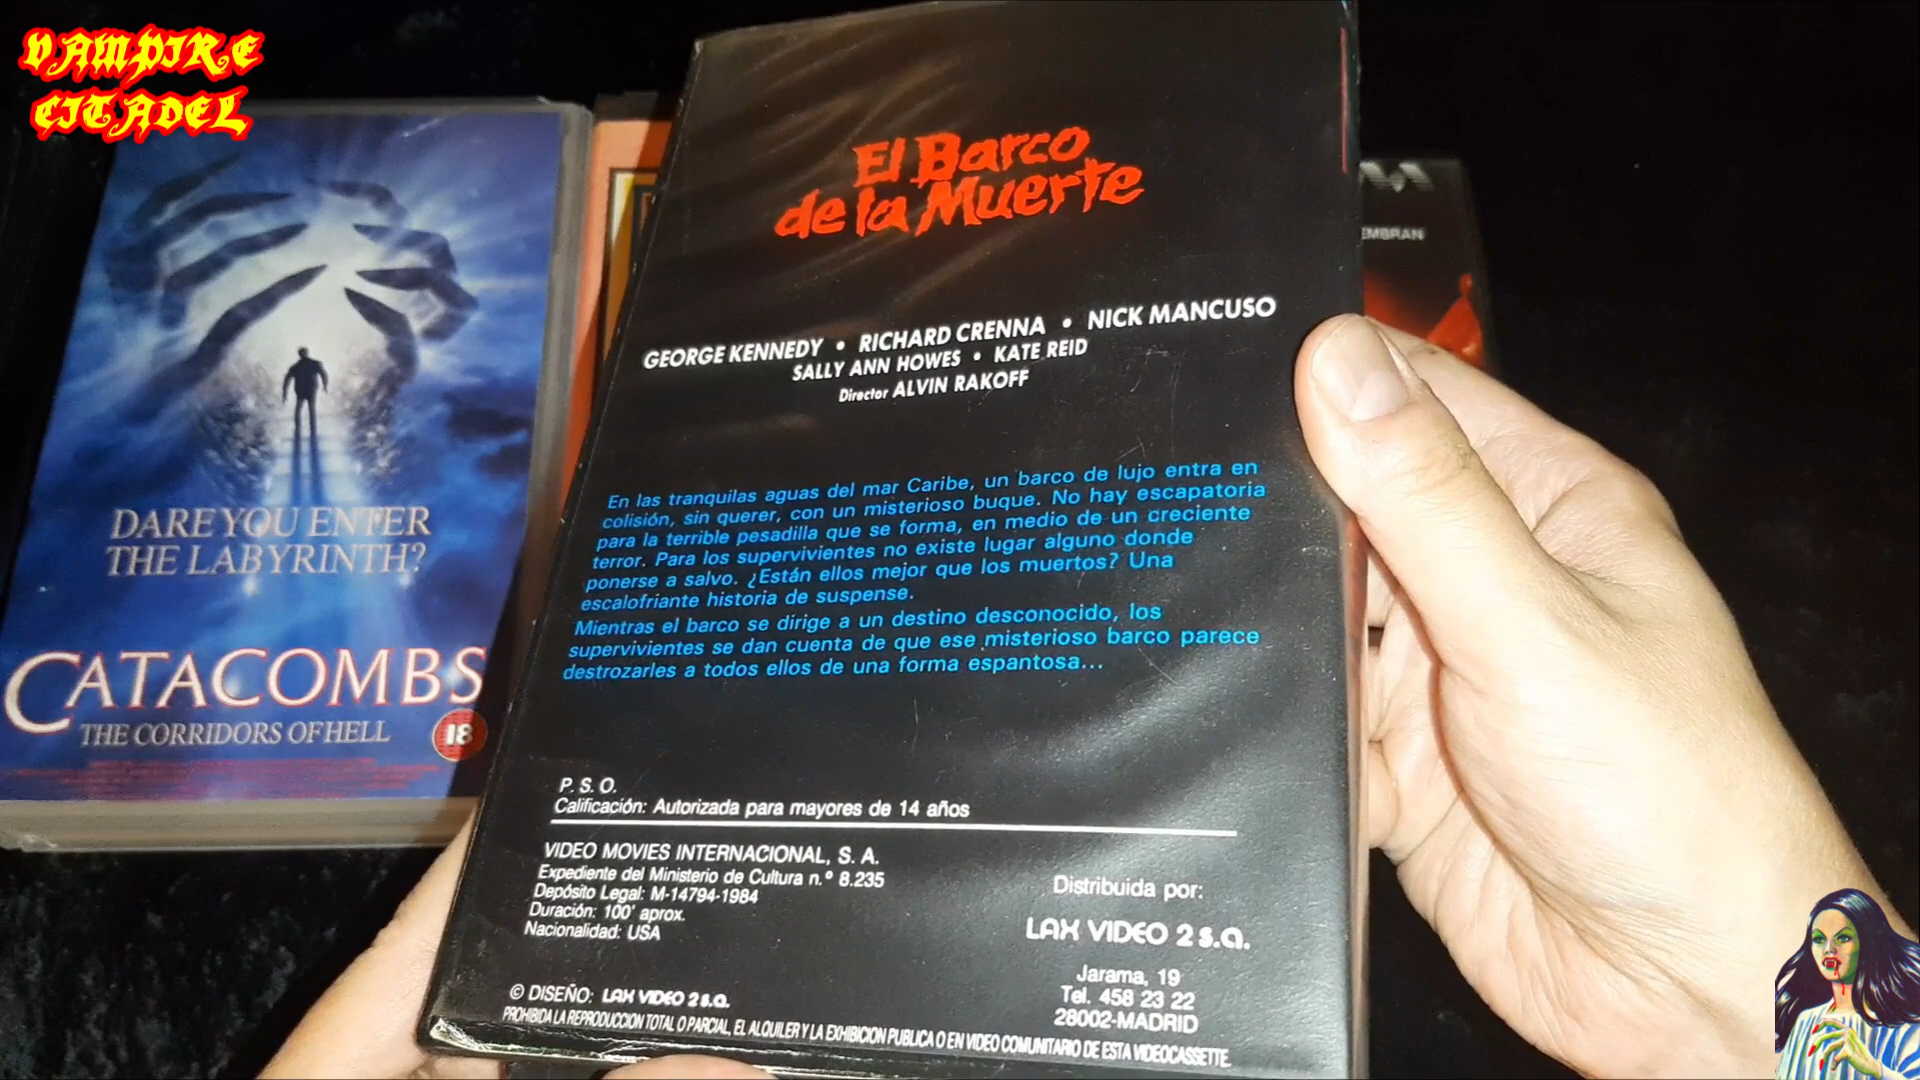 VAMPIRE
CITADEL
DARE YOU ENTER
THE LABYRINTH?
CATACOMBS
THE CORRIDORS OF HELL
18
El Barco
de la Muerte
GEORGE KENNEDY • RICHARD CRENNA • NICK MANCUSO
SALLY ANN HOWES • KATE REID
Director ALVIN RAKOFF
En las tranquilas aguas del mar Caribe, un barco de lujo entra en
colisión, sin querer, con un misterioso buque. No hay escapatoria
para la terrible pesadilla que se forma, en medio de un creciente
terror. Para los supervivientes no existe lugar alguno donde
ponerse a salvo. ¿Están ellos mejor que los muertos? Una
escalofriante historia de suspense.
Mientras el barco se dirige a un destino desconocido, los
supervivientes se dan cuenta de que ese misterioso barco parece
destrozarles a todos ellos de una forma espantosa...
P. S. O.
Calificación: Autorizada para mayores de 14 años
VIDEO MOVIES INTERNACIONAL, S. A.
Expediente del Ministerio de Cultura n.º 8.235
Depósito Legal: M-14794-1984
Duración: 100' aprox.
Nacionalidad: USA
Distribuida por:
LAX VIDEO 2 s.a.
Jarama, 19
Tel. 458 23 22
28002-MADRID
© DISEÑO: LAX VIDEO 2 s.a.
PROHIBIDA LA REPRODUCCION TOTAL O PARCIAL, EL ALQUILER Y LA EXHIBICION PUBLICA O EN VIDEO COMUNITARIO DE ESTA VIDEOCASSETTE.
EMBRAN